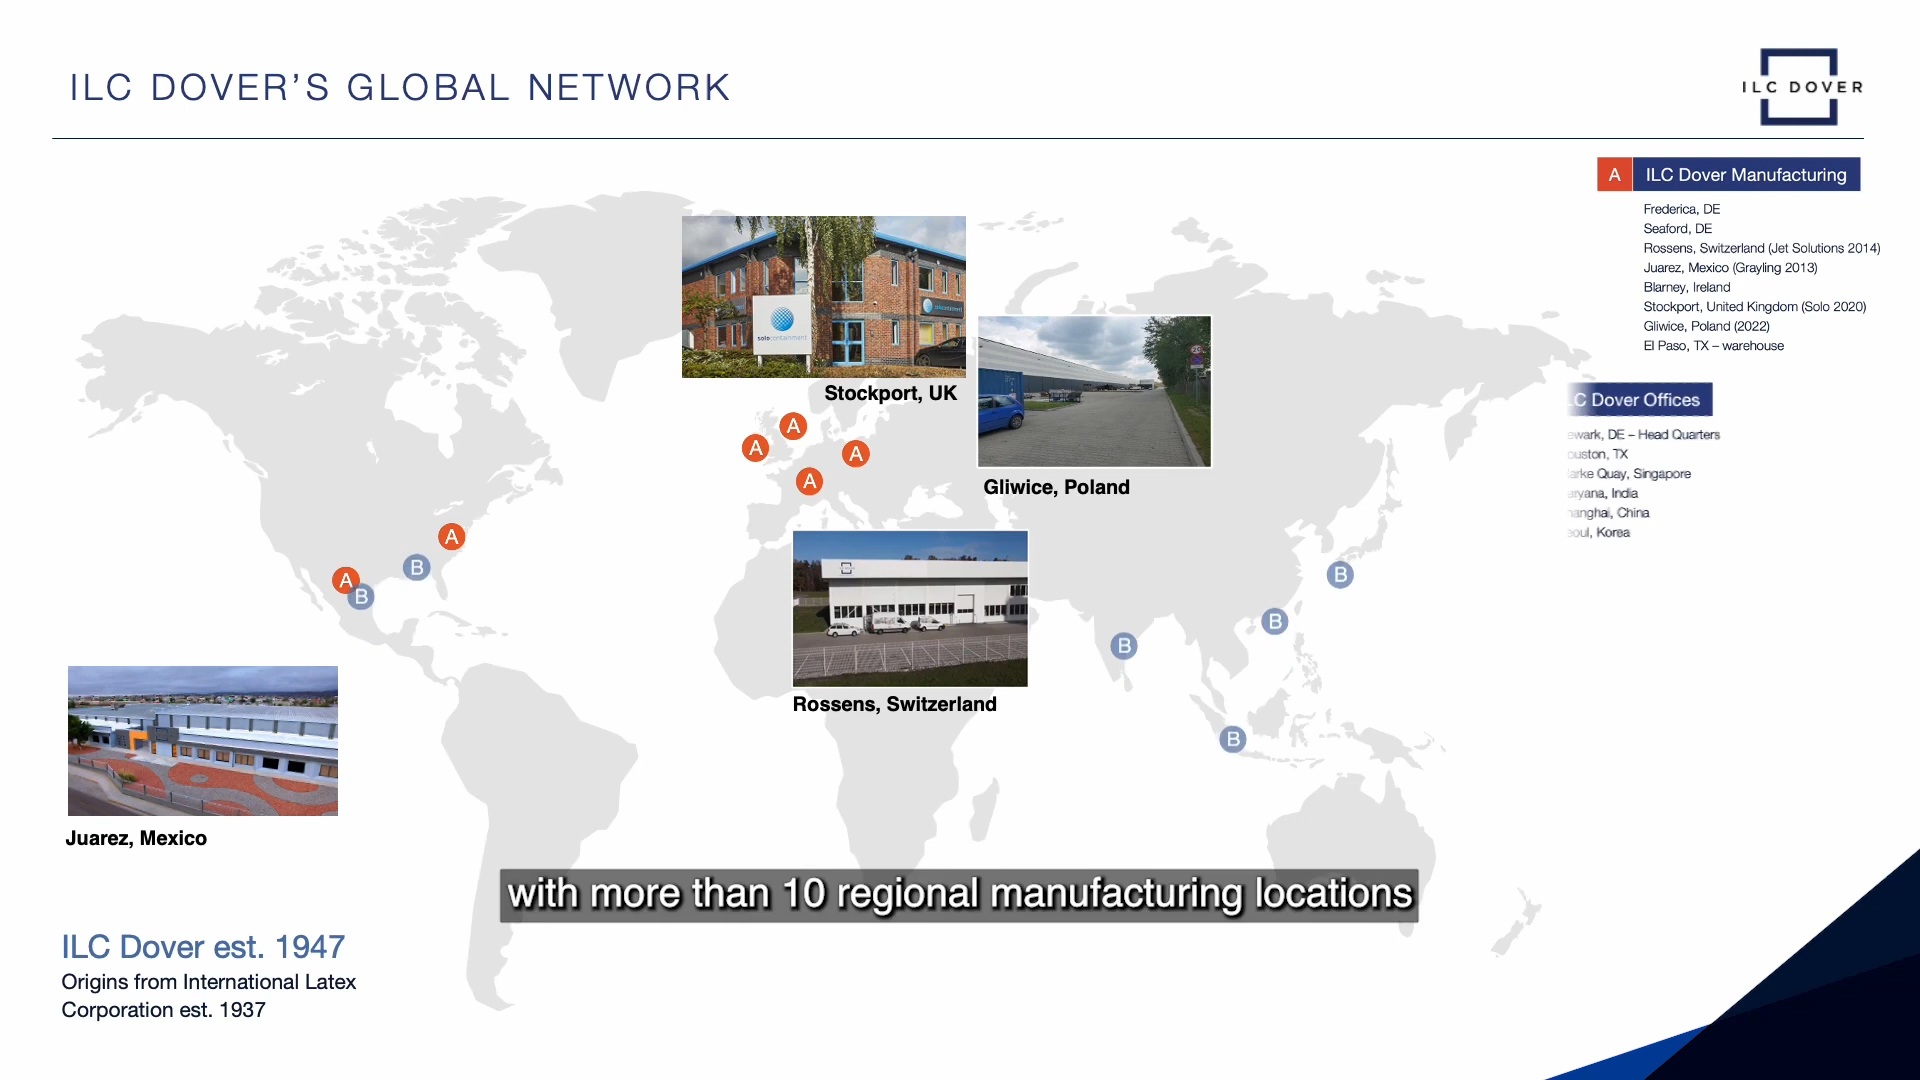 ILC DOVER’S GLOBAL NETWORK
ILC DOVER
A ILC Dover Manufacturing
Frederica, DE
Seaford, DE
Rossens, Switzerland (Jet Solutions 2014)
Juarez, Mexico (Grayling 2013)
Blarney, Ireland
Stockport, United Kingdom (Solo 2020)
Gliwice, Poland (2022)
El Paso, TX – warehouse
Dover Offices
DE – Head Quarters
TX
Quay, Singapore
India
China
Korea
solocontainment
solocontainment
Stockport, UK
Gliwice, Poland
A
A
A
A
A
B
A
B
B
B
B
B
Rossens, Switzerland
Juarez, Mexico
with more than 10 regional manufacturing locations
ILC Dover est. 1947
Origins from International Latex
Corporation est. 1937